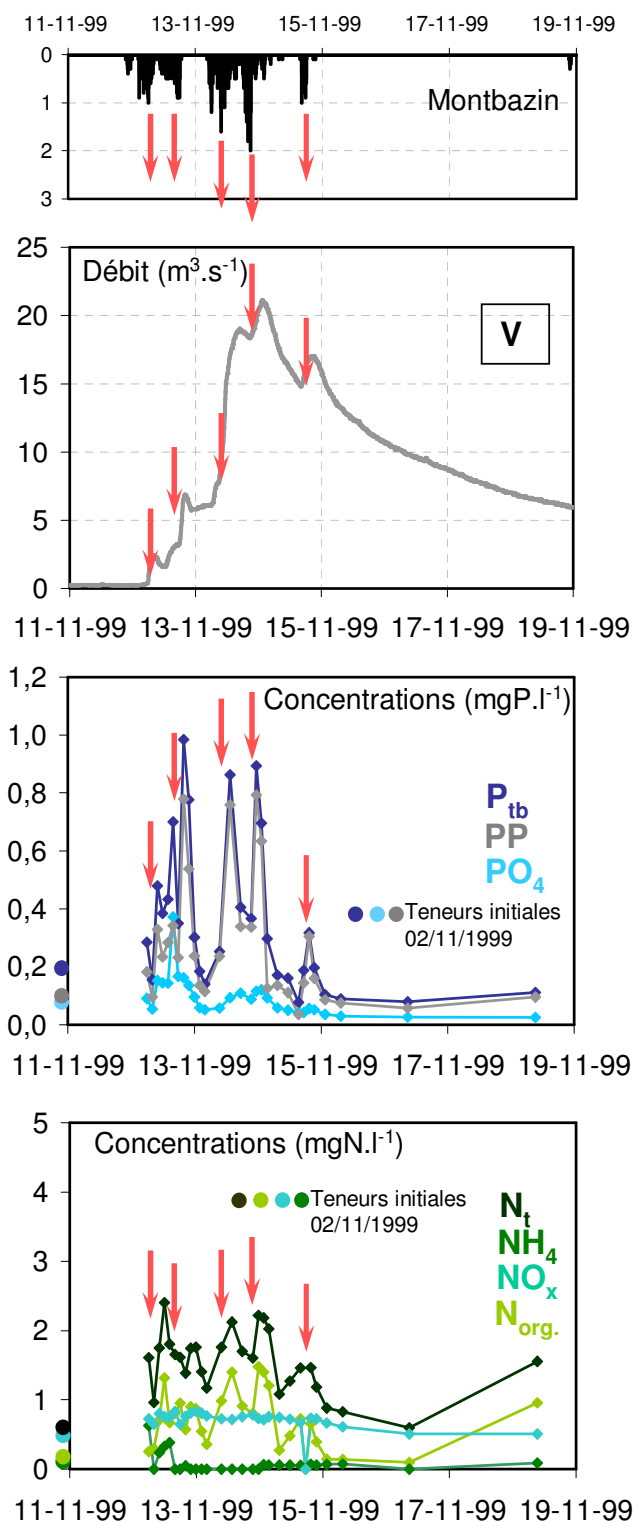 11-11-99 13-11-99 15-11-99 17-11-99 19-11-99
0
Montbazin
1
2
3
25
Débit (m³.s⁻¹)
V
20
15
10
5
0
11-11-99 13-11-99 15-11-99 17-11-99 19-11-99
1,2
Concentrations (mgP.l⁻¹)
1,0
P_tb
0,8
PP
PO₄
0,6
0,4
Teneurs initiales
02/11/1999
0,2
0,0
11-11-99 13-11-99 15-11-99 17-11-99 19-11-99
5
Concentrations (mgN.l⁻¹)
4
Teneurs initiales
02/11/1999
N_t
NH₄
3
NOₓ
N_org.
2
1
0
11-11-99 13-11-99 15-11-99 17-11-99 19-11-99